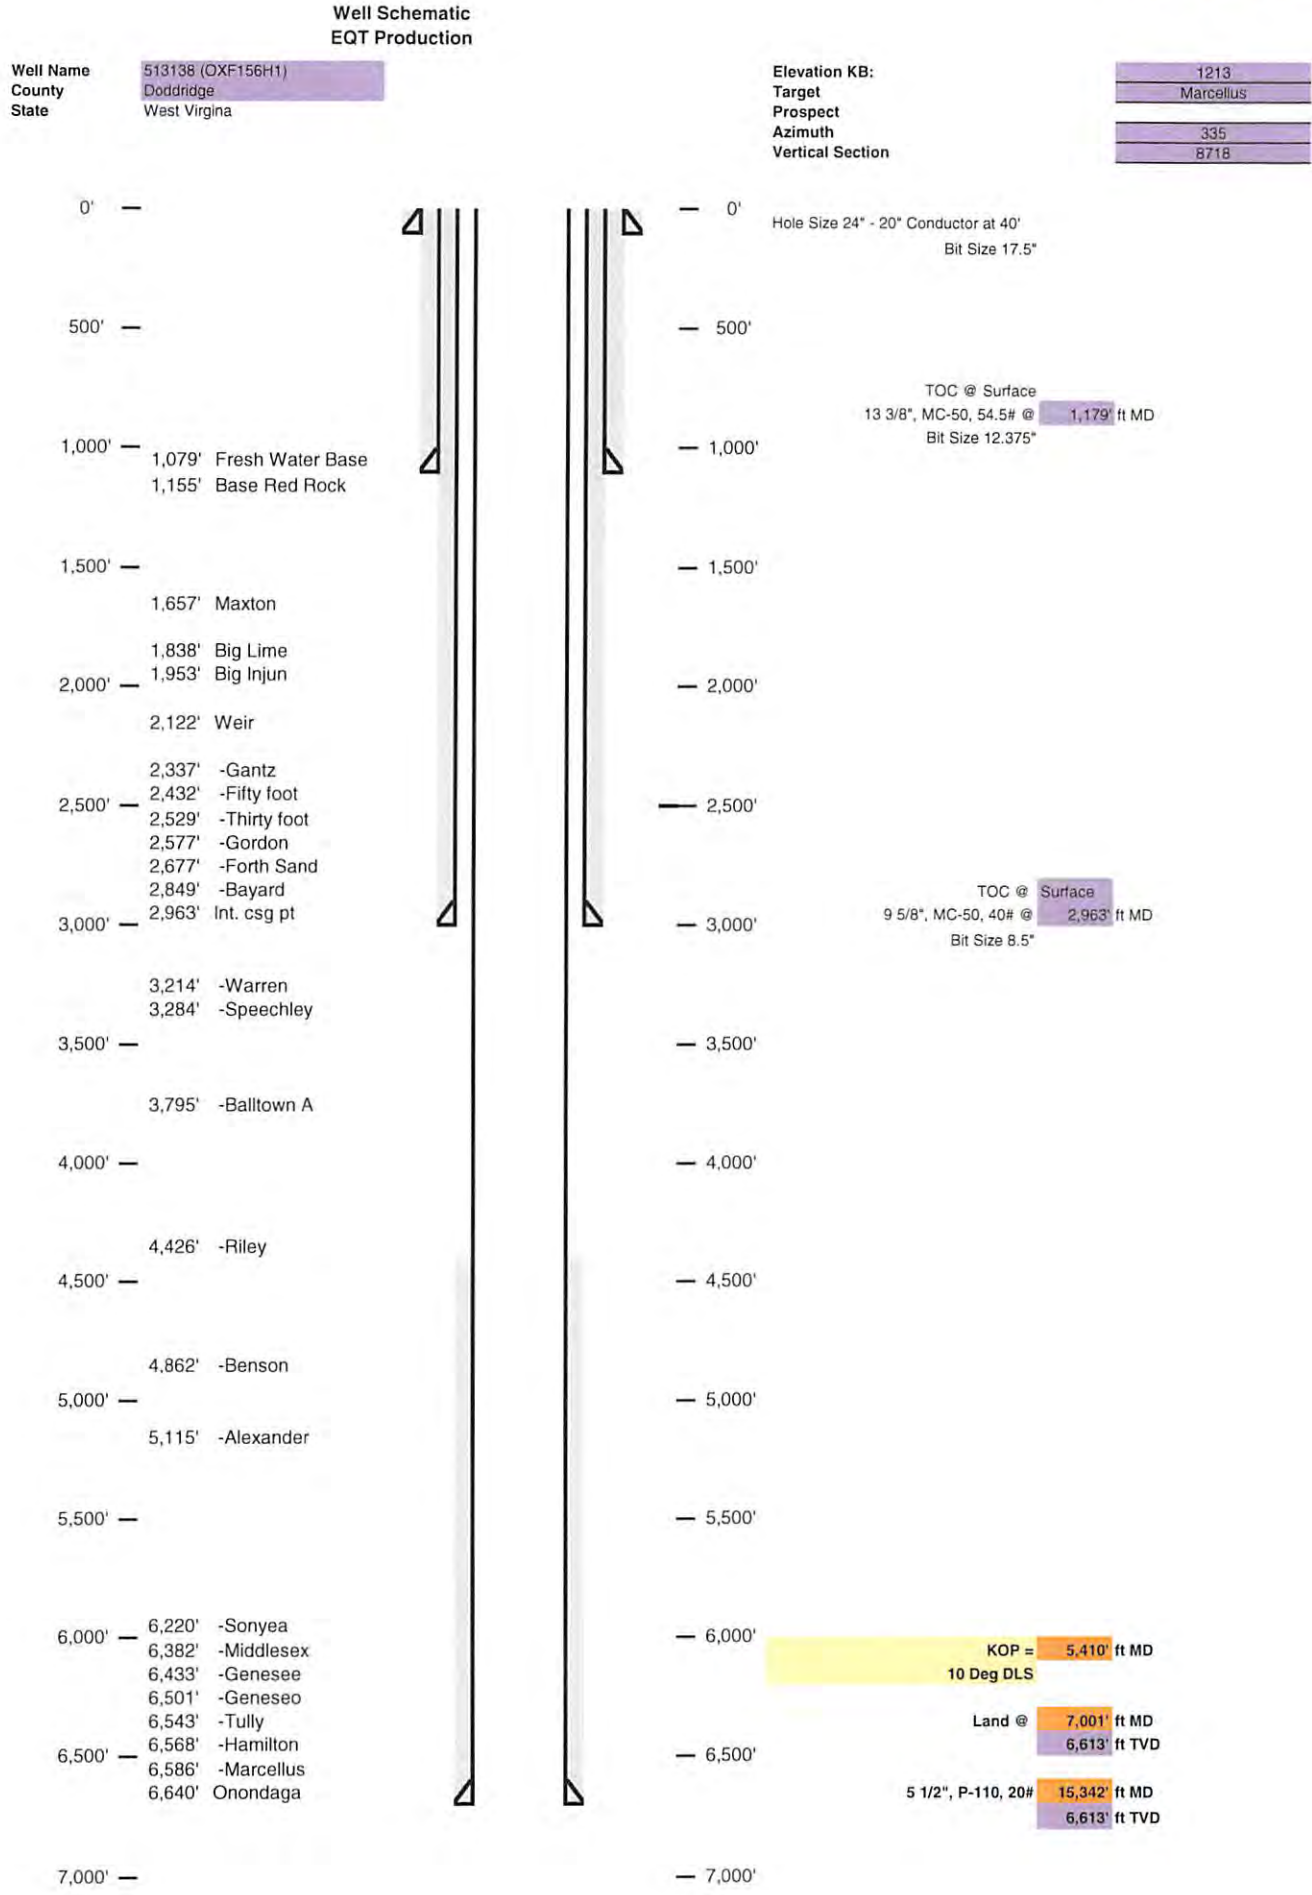 Well Schematic
EQT Production
Well Name 513138 (OXF156H1)
County Doddridge
State West Virgina
Elevation KB: 1213
Target Marcellus
Prospect
Azimuth 335
Vertical Section 8718
0' 0'
Hole Size 24" - 20" Conductor at 40'
Bit Size 17.5"
500' 500'
TOC @ Surface
13 3/8", MC-50, 54.5# @ 1,179' ft MD
Bit Size 12.375"
1,000' 1,000'
1,079' Fresh Water Base
1,155' Base Red Rock
1,500' 1,500'
1,657' Maxton
1,838' Big Lime
1,953' Big Injun
2,000' 2,000'
2,122' Weir
2,337' -Gantz
2,432' -Fifty foot
2,500' 2,500'
2,529' -Thirty foot
2,577' -Gordon
2,677' -Forth Sand
2,849' -Bayard
TOC @ Surface
2,963' Int. csg pt
9 5/8", MC-50, 40# @ 2,963' ft MD
3,000' 3,000'
Bit Size 8.5"
3,214' -Warren
3,284' -Speechley
3,500' 3,500'
3,795' -Balltown A
4,000' 4,000'
4,426' -Riley
4,500' 4,500'
4,862' -Benson
5,000' 5,000'
5,115' -Alexander
5,500' 5,500'
6,220' -Sonyea
6,000' 6,000'
6,382' -Middlesex
KOP = 5,410' ft MD
6,433' -Genesee
10 Deg DLS
6,501' -Geneseo
6,543' -Tully
Land @ 7,001' ft MD
6,568' -Hamilton
6,613' ft TVD
6,500' 6,500'
6,586' -Marcellus
6,640' Onondaga
5 1/2", P-110, 20# 15,342' ft MD
6,613' ft TVD
7,000' 7,000'